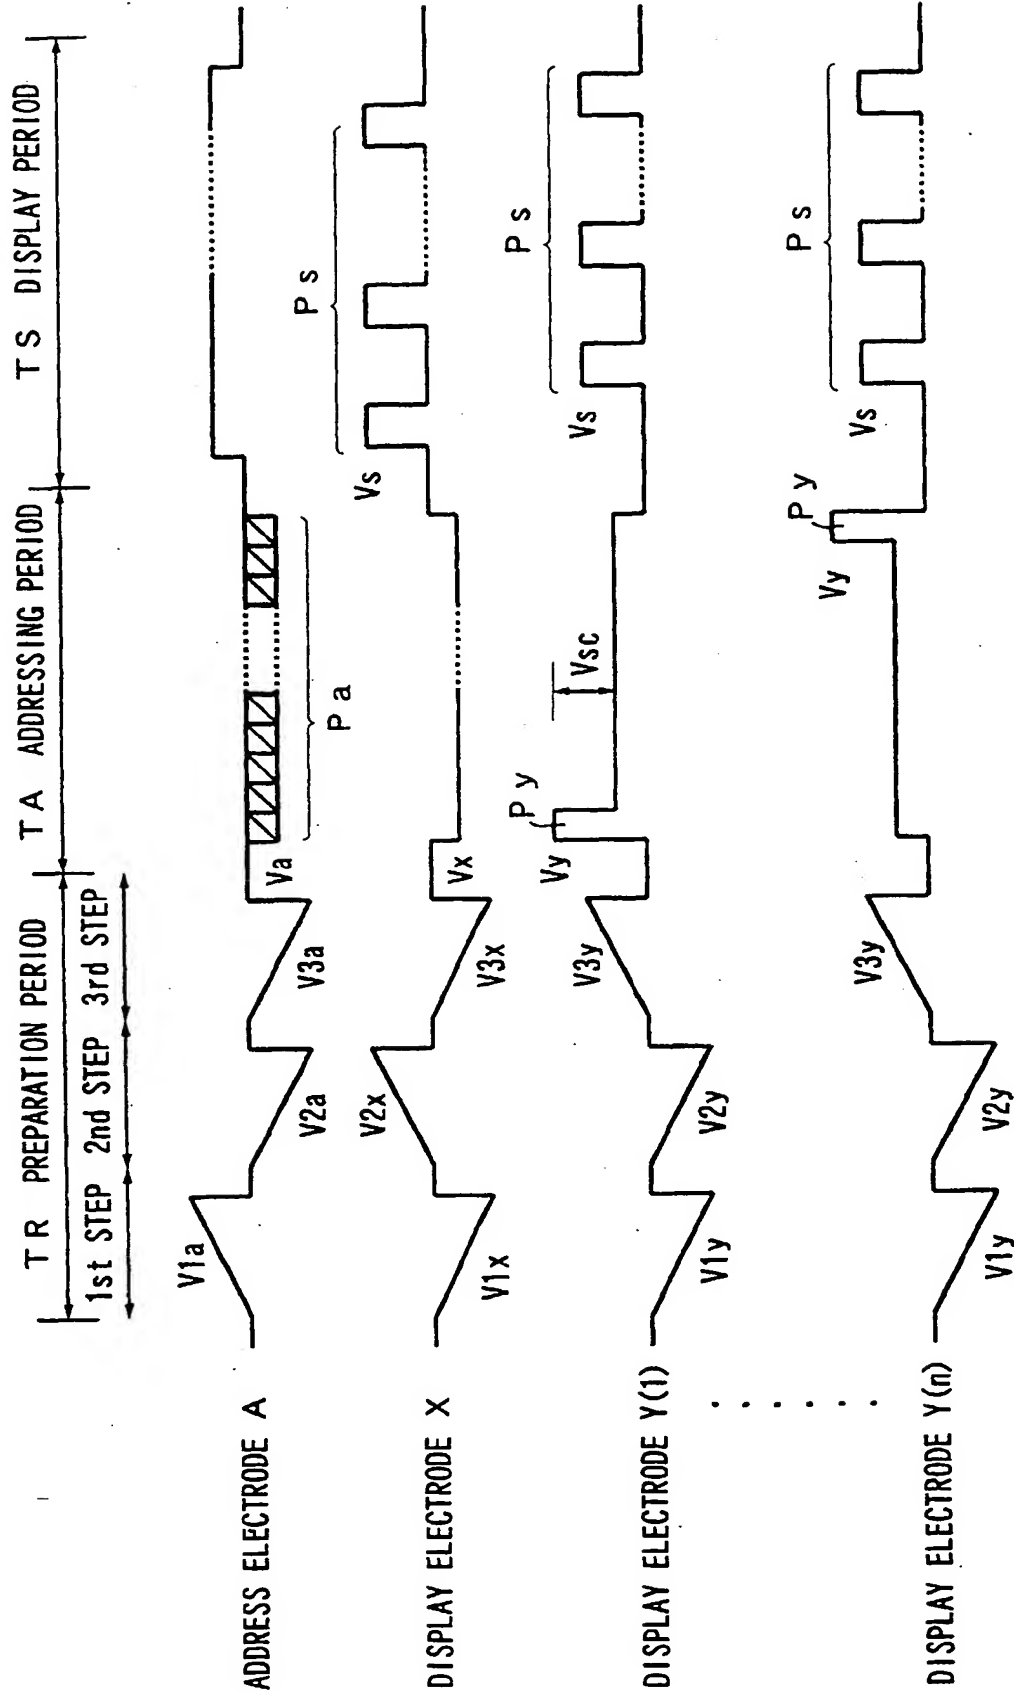 TR PREPARATION PERIOD
TA ADDRESSING PERIOD
TS DISPLAY PERIOD
1st STEP
2nd STEP
3rd STEP
ADDRESS ELECTRODE A
V1a
V2a
V3a
Va
Pa
DISPLAY ELECTRODE X
V1x
V2x
V3x
Vx
Vs
Ps
DISPLAY ELECTRODE Y(1)
V1y
V2y
V3y
Vy
Py
Vsc
Vs
Ps
DISPLAY ELECTRODE Y(n)
V1y
V2y
V3y
Vy
Py
Vs
Ps